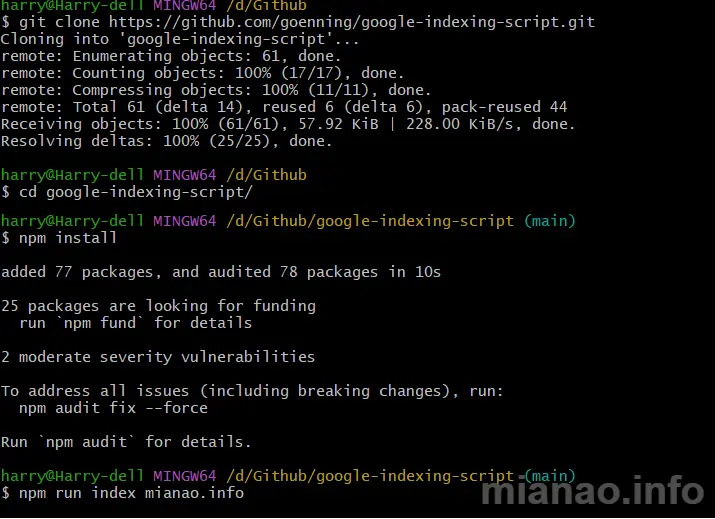 harry@Harry-dell MINGW64 /d/Github
$ git clone https://github.com/goenning/google-indexing-script.git
Cloning into 'google-indexing-script'...
remote: Enumerating objects: 61, done.
remote: Counting objects: 100% (17/17), done.
remote: Compressing objects: 100% (11/11), done.
remote: Total 61 (delta 14), reused 6 (delta 6), pack-reused 44
Receiving objects: 100% (61/61), 57.92 KiB | 228.00 KiB/s, done.
Resolving deltas: 100% (25/25), done.
harry@Harry-dell MINGW64 /d/Github
$ cd google-indexing-script/
harry@Harry-dell MINGW64 /d/Github/google-indexing-script (main)
$ npm install
added 77 packages, and audited 78 packages in 10s
25 packages are looking for funding
  run `npm fund` for details
2 moderate severity vulnerabilities
To address all issues (including breaking changes), run:
  npm audit fix --force
Run `npm audit` for details.
harry@Harry-dell MINGW64 /d/Github/google-indexing-script (main)
$ npm run index mianao.info
mianao.info